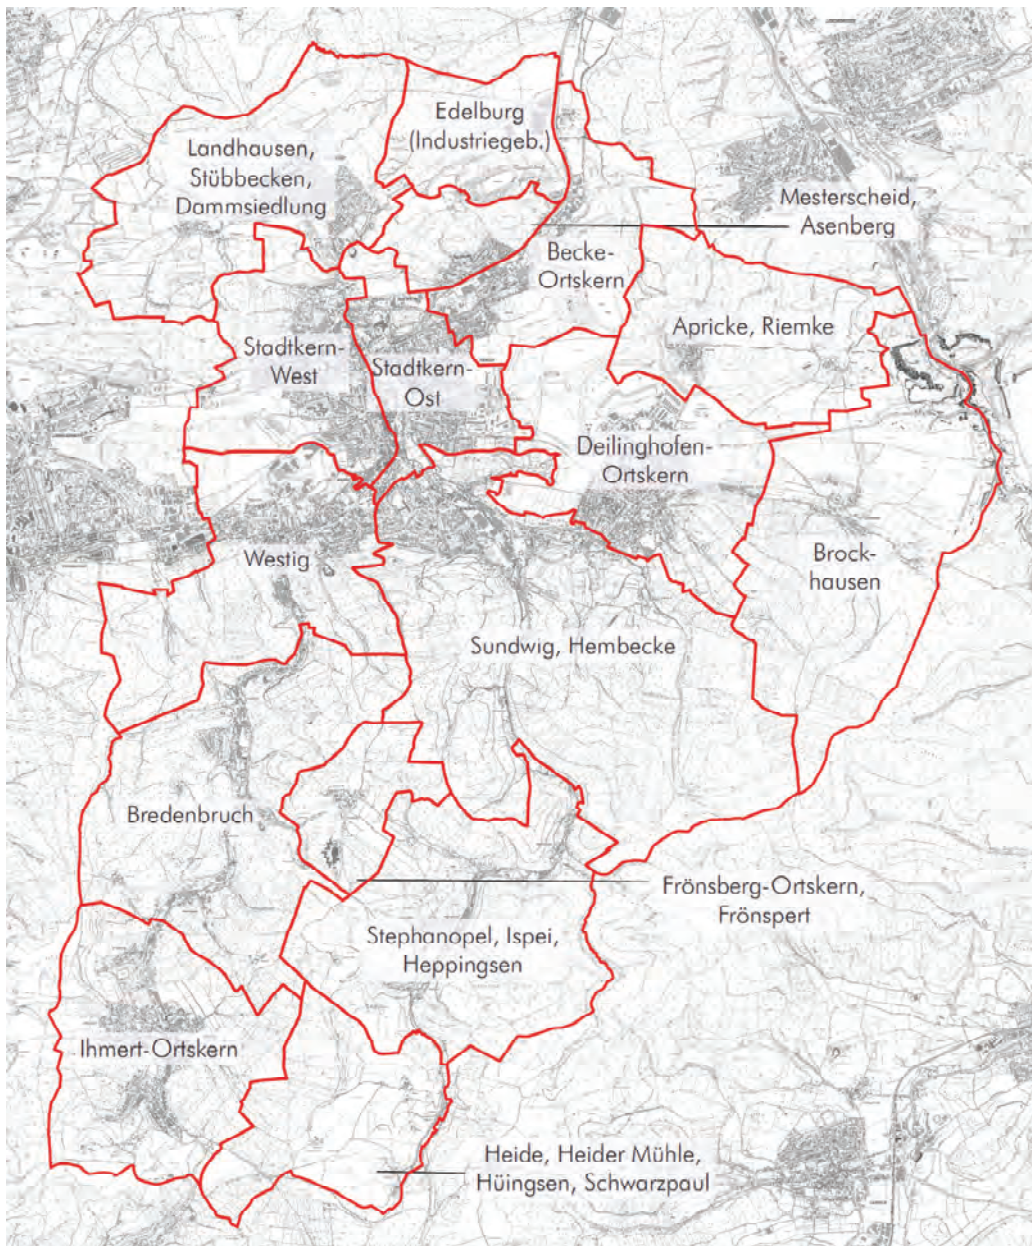 Edelburg
(Industriegeb.)
Landhausen,
Stübbecken,
Dammsiedlung
Mesterscheid,
Asenberg
Becke-
Ortskern
Apricke, Riemke
Stadtkern-
West
Stadtkern-
Ost
Deilinghofen-
Ortskern
Westig
Brock-
hausen
Sundwig, Hembecke
Bredenbruch
Frönsberg-Ortskern,
Frönspert
Stephanopel, Ispei,
Heppingsen
Ihmert-Ortskern
Heide, Heider Mühle,
Hüingsen, Schwarzpaul